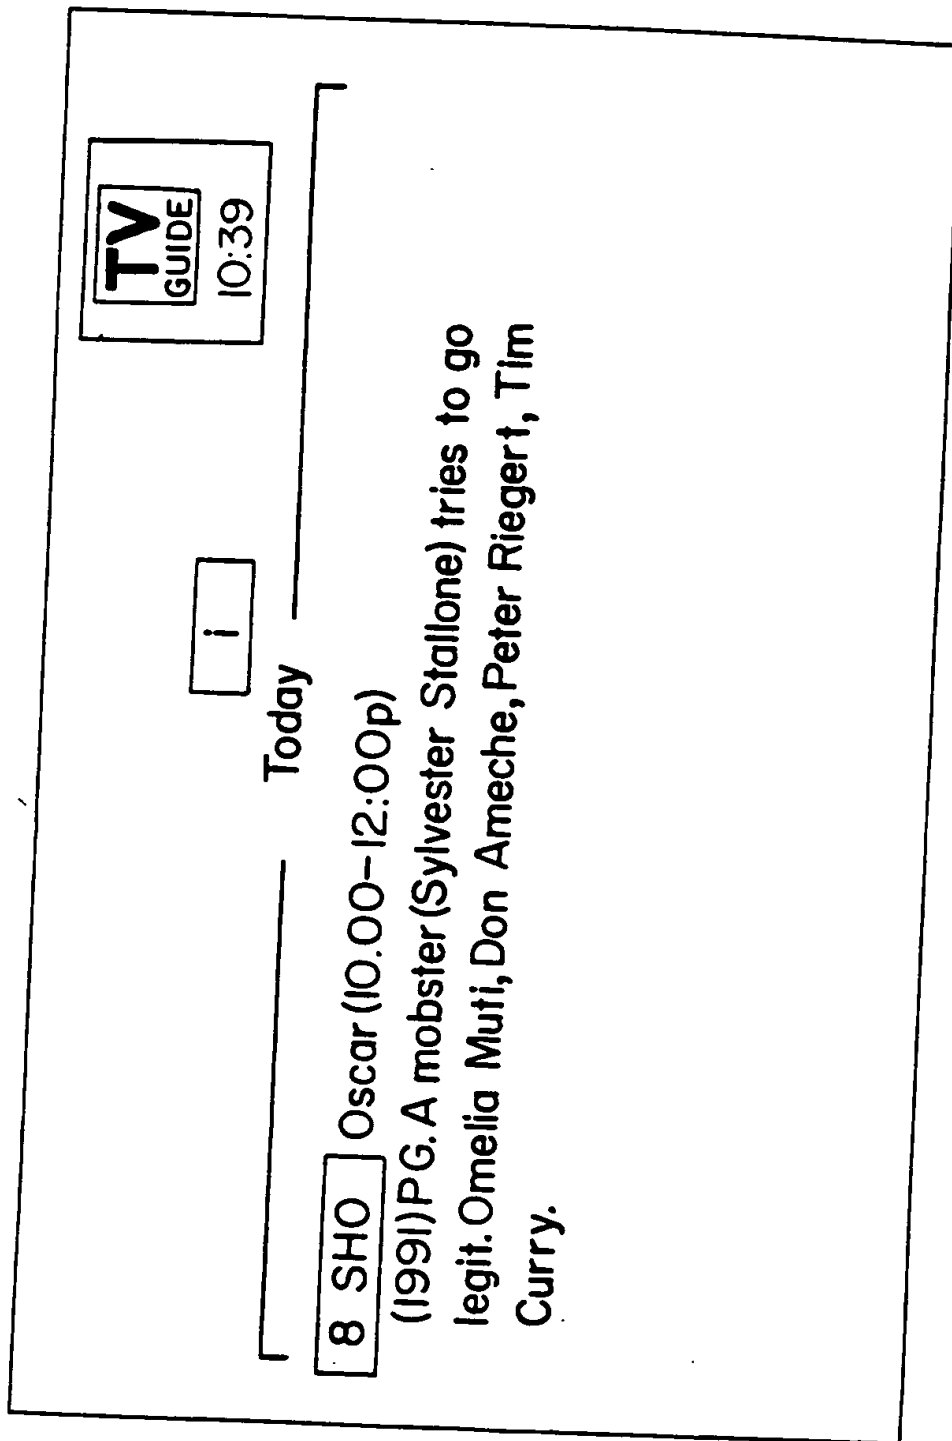 TV
GUIDE
10:39
i
Today
8 SHO Oscar (10.00-12:00p)
(1991) PG. A mobster (Sylvester Stallone) tries to go
legit. Omelia Muti, Don Ameche, Peter Riegert, Tim
Curry.